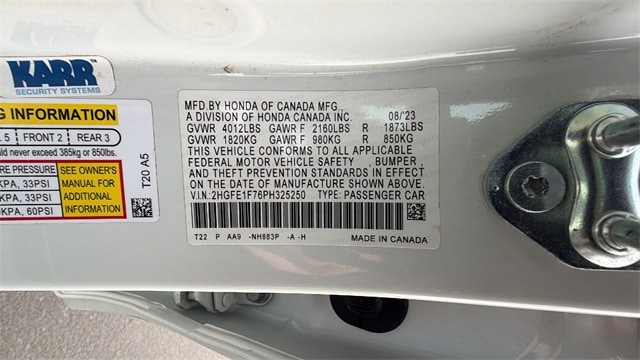 KARR
SECURITY SYSTEMS
G INFORMATION
5 FRONT 2 REAR 3
uld never exceed 385kg or 850lbs.
RE PRESSURE
KPA, 33PSI
KPA, 33PSI
KPA, 60PSI
SEE OWNER'S
MANUAL FOR
ADDITIONAL
INFORMATION
T20 A5
MFD.BY HONDA OF CANADA MFG.,
A DIVISION OF HONDA CANADA INC. 08/'23
GVWR 4012LBS GAWR F 2160LBS R 1873LBS
GVWR 1820KG GAWR F 980KG R 850KG
THIS VEHICLE CONFORMS TO ALL APPLICABLE
FEDERAL MOTOR VEHICLE SAFETY , BUMPER ,
AND THEFT PREVENTION STANDARDS IN EFFECT
ON THE DATE OF MANUFACTURE SHOWN ABOVE.
V.I.N: 2HGFE1F76PH325250 TYPE: PASSENGER CAR
T22 P AA9 -NH883P -A -H MADE IN CANADA